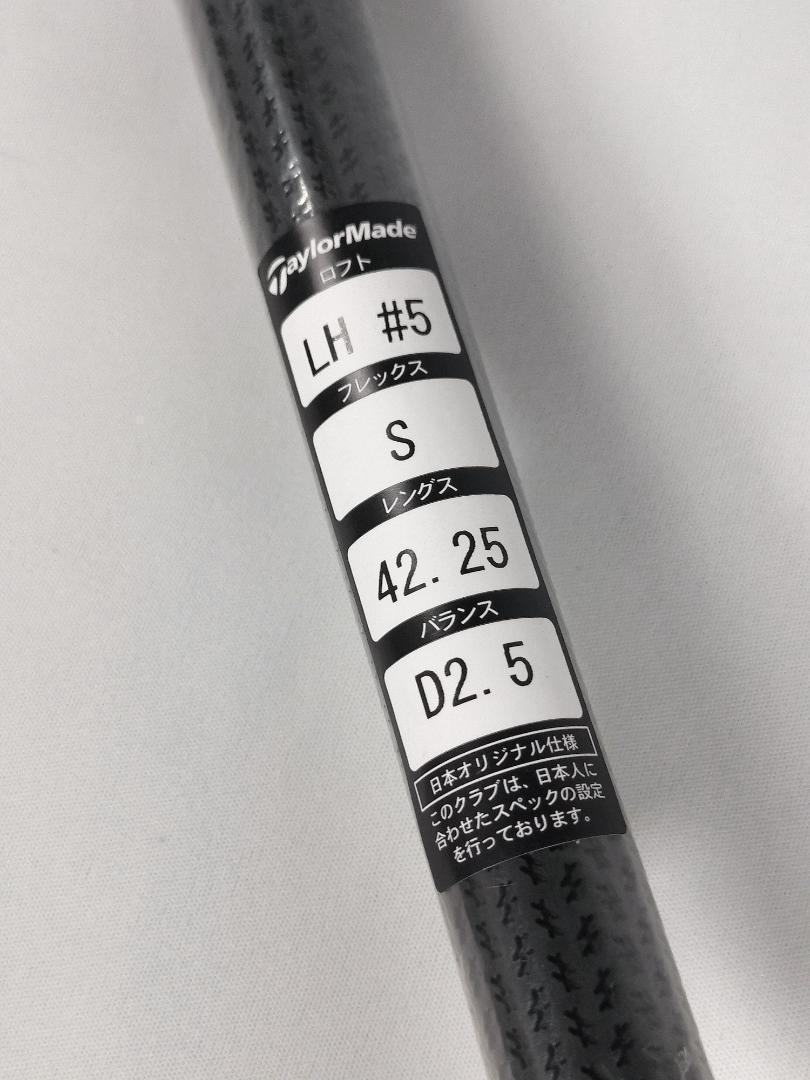 TaylorMade
ロフト
LH #5
フレックス
S
レングス
42.25
バランス
D2.5
日本オリジナル仕様
このクラブは、日本人に
合わせたスペックの設定
を行っております。